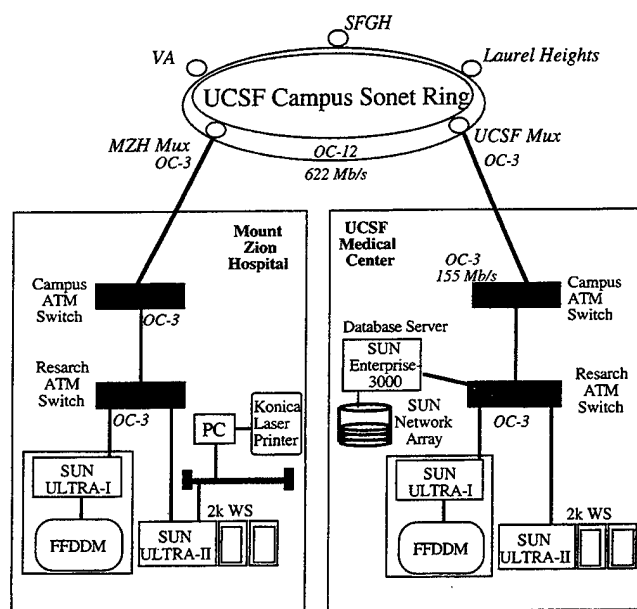 SFGH
VA
Laurel Heights
UCSF Campus Sonet Ring
MZH Mux
OC-3
OC-12
622 Mb/s
UCSF Mux
OC-3
Mount
Zion
Hospital
Campus
ATM
Switch
OC-3
Resarch
ATM
Switch
OC-3
PC
Konica
Laser
Printer
SUN
ULTRA-I
FFDDM
2k WS
SUN
ULTRA-II
UCSF
Medical
Center
OC-3
155 Mb/s
Campus
ATM
Switch
Database Server
SUN
Enterprise-
3000
SUN
Network
Array
Resarch
ATM
Switch
OC-3
SUN
ULTRA-I
FFDDM
2k WS
SUN
ULTRA-II